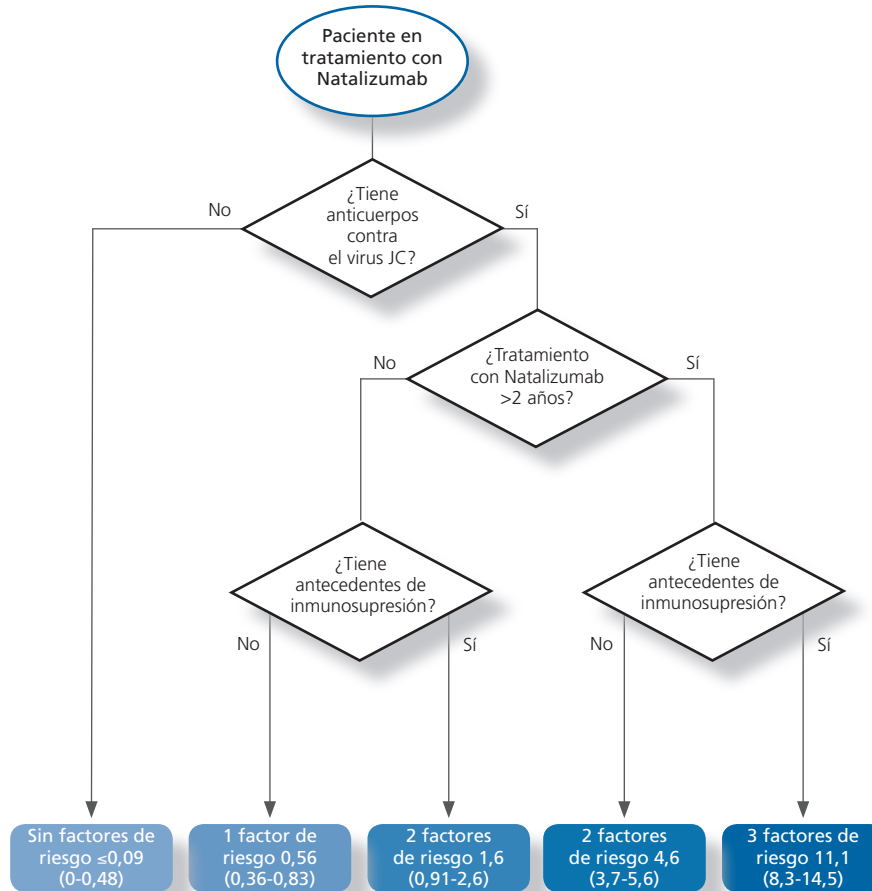 Paciente en
tratamiento con
Natalizumab
¿Tiene
anticuerpos
contra
el virus JC?
No
Sí
¿Tratamiento
con Natalizumab
>2 años?
No
Sí
¿Tiene
antecedentes de
inmunosupresión?
No
Sí
¿Tiene
antecedentes de
inmunosupresión?
No
Sí
Sin factores de
riesgo ≤0,09
(0-0,48)
1 factor de
riesgo 0,56
(0,36-0,83)
2 factores
de riesgo 1,6
(0,91-2,6)
2 factores
de riesgo 4,6
(3,7-5,6)
3 factores de
riesgo 11,1
(8,3-14,5)